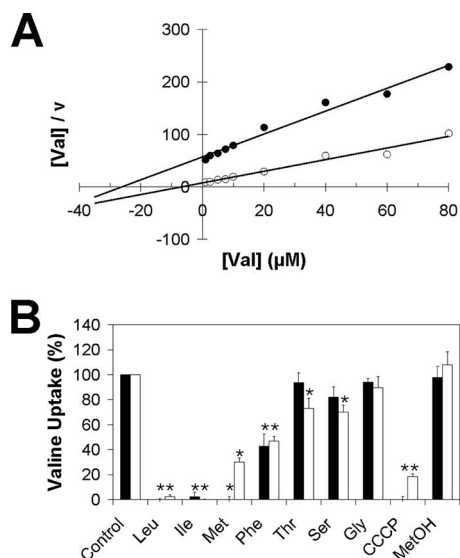 A
[Val] / v
300
200
100
0
-100
-40
-20
0
20
40
60
80
[Val] (µM)
B
Valine Uptake (%)
140
120
100
80
60
40
20
0
**
**
*
*
**
*
*
**
Control
Leu
Ile
Met
Phe
Thr
Ser
Gly
CCCP
MetOH